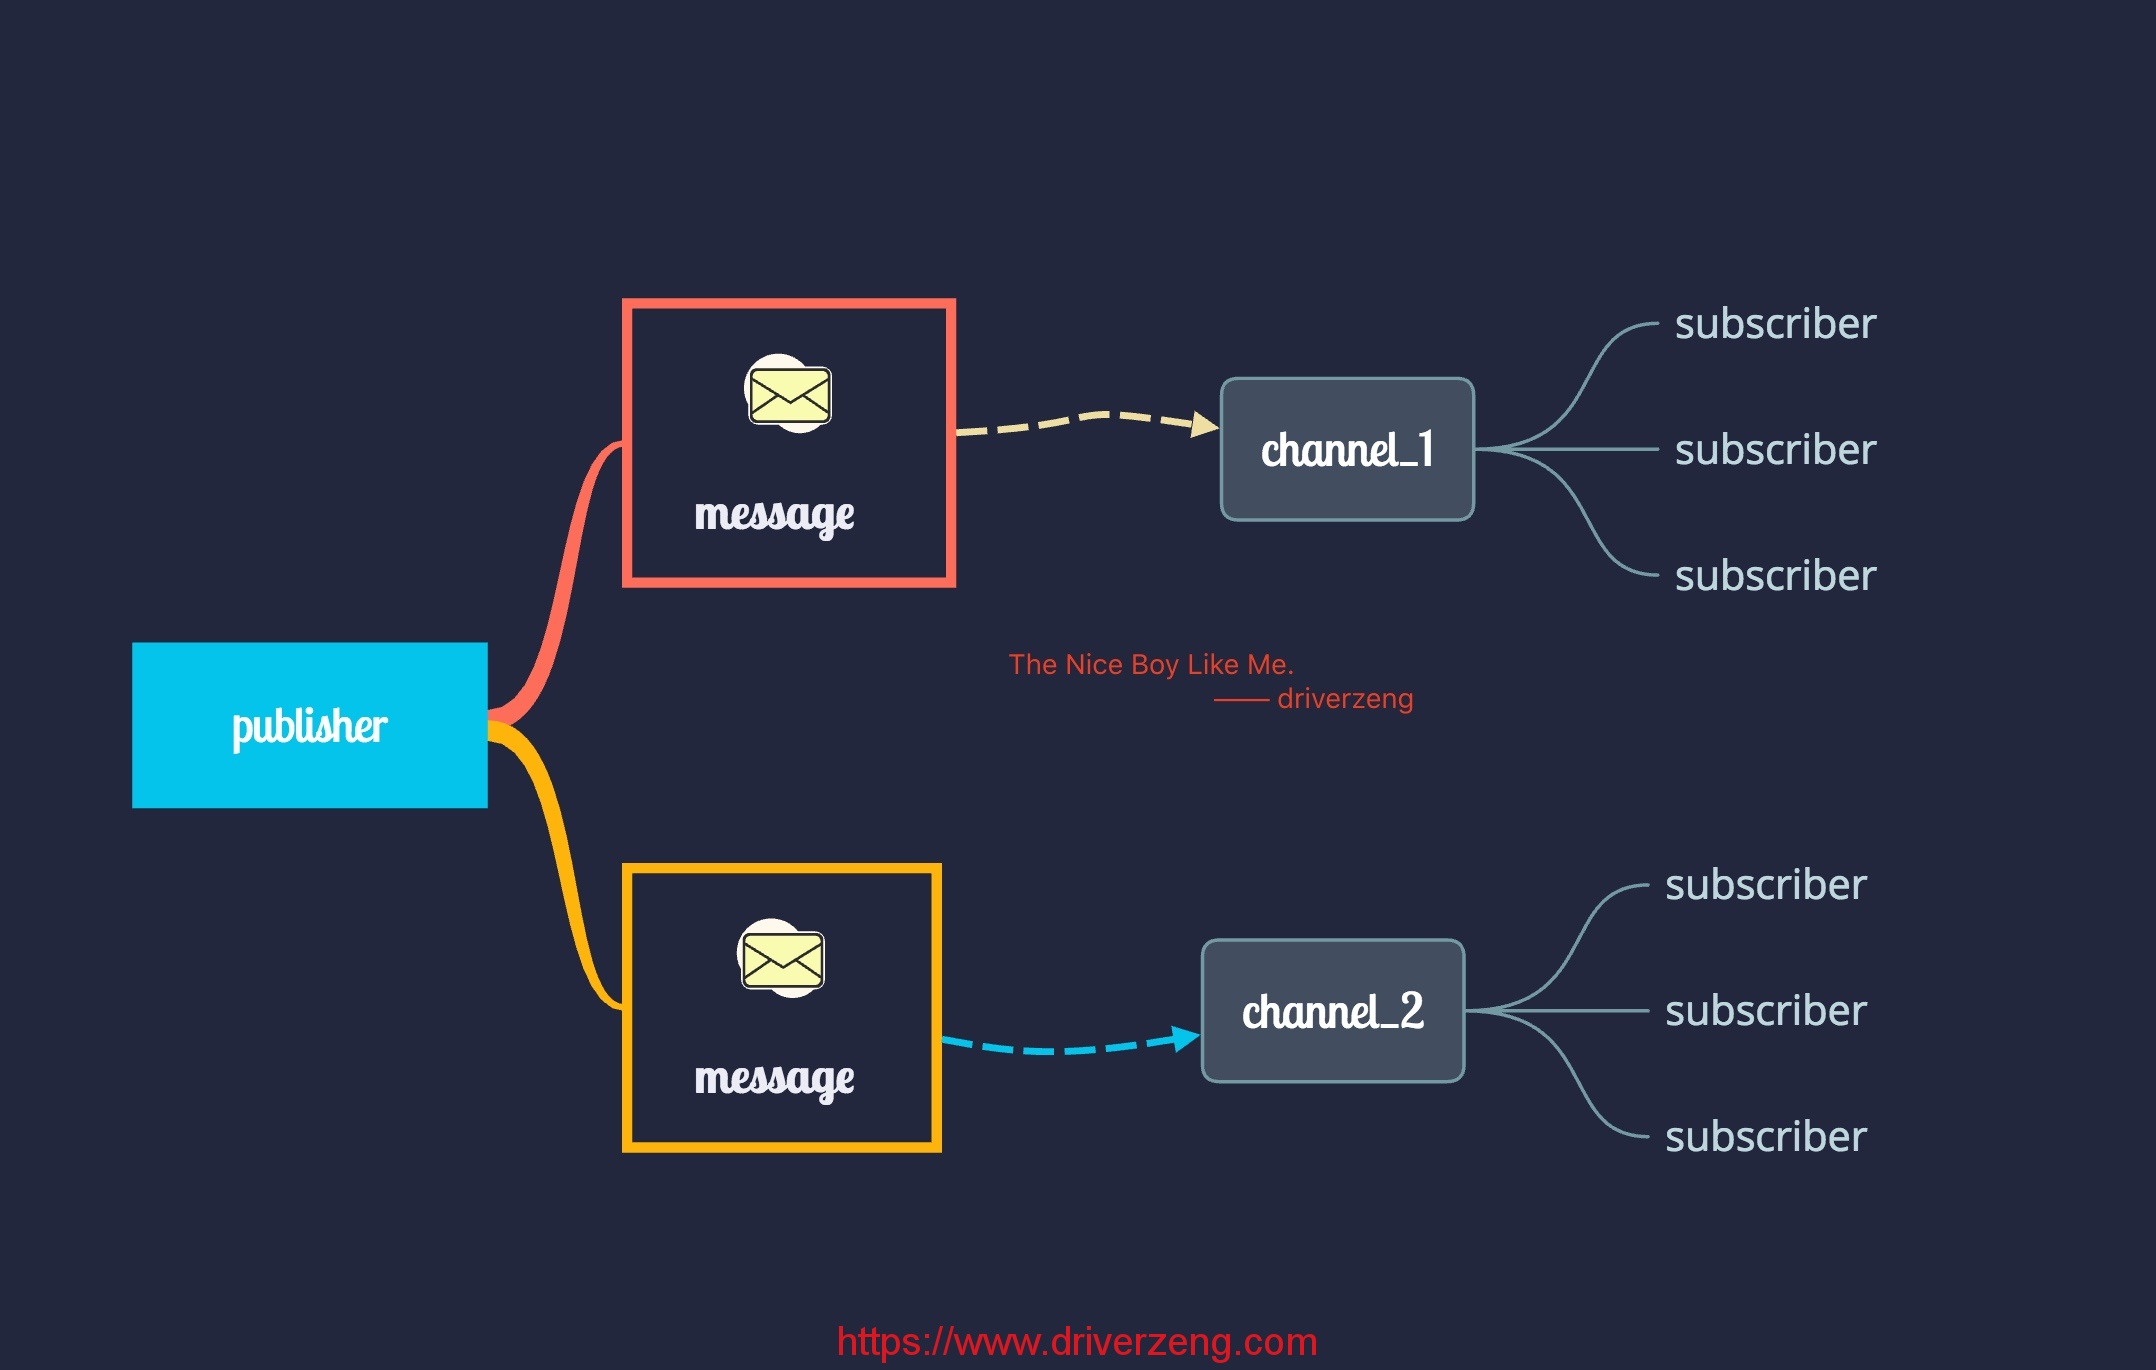 subscriber
message
channel_1
subscriber
subscriber
The Nice Boy Like Me.
—— driverzeng
publisher
subscriber
message
channel_2
subscriber
subscriber
https://www.driverzeng.com